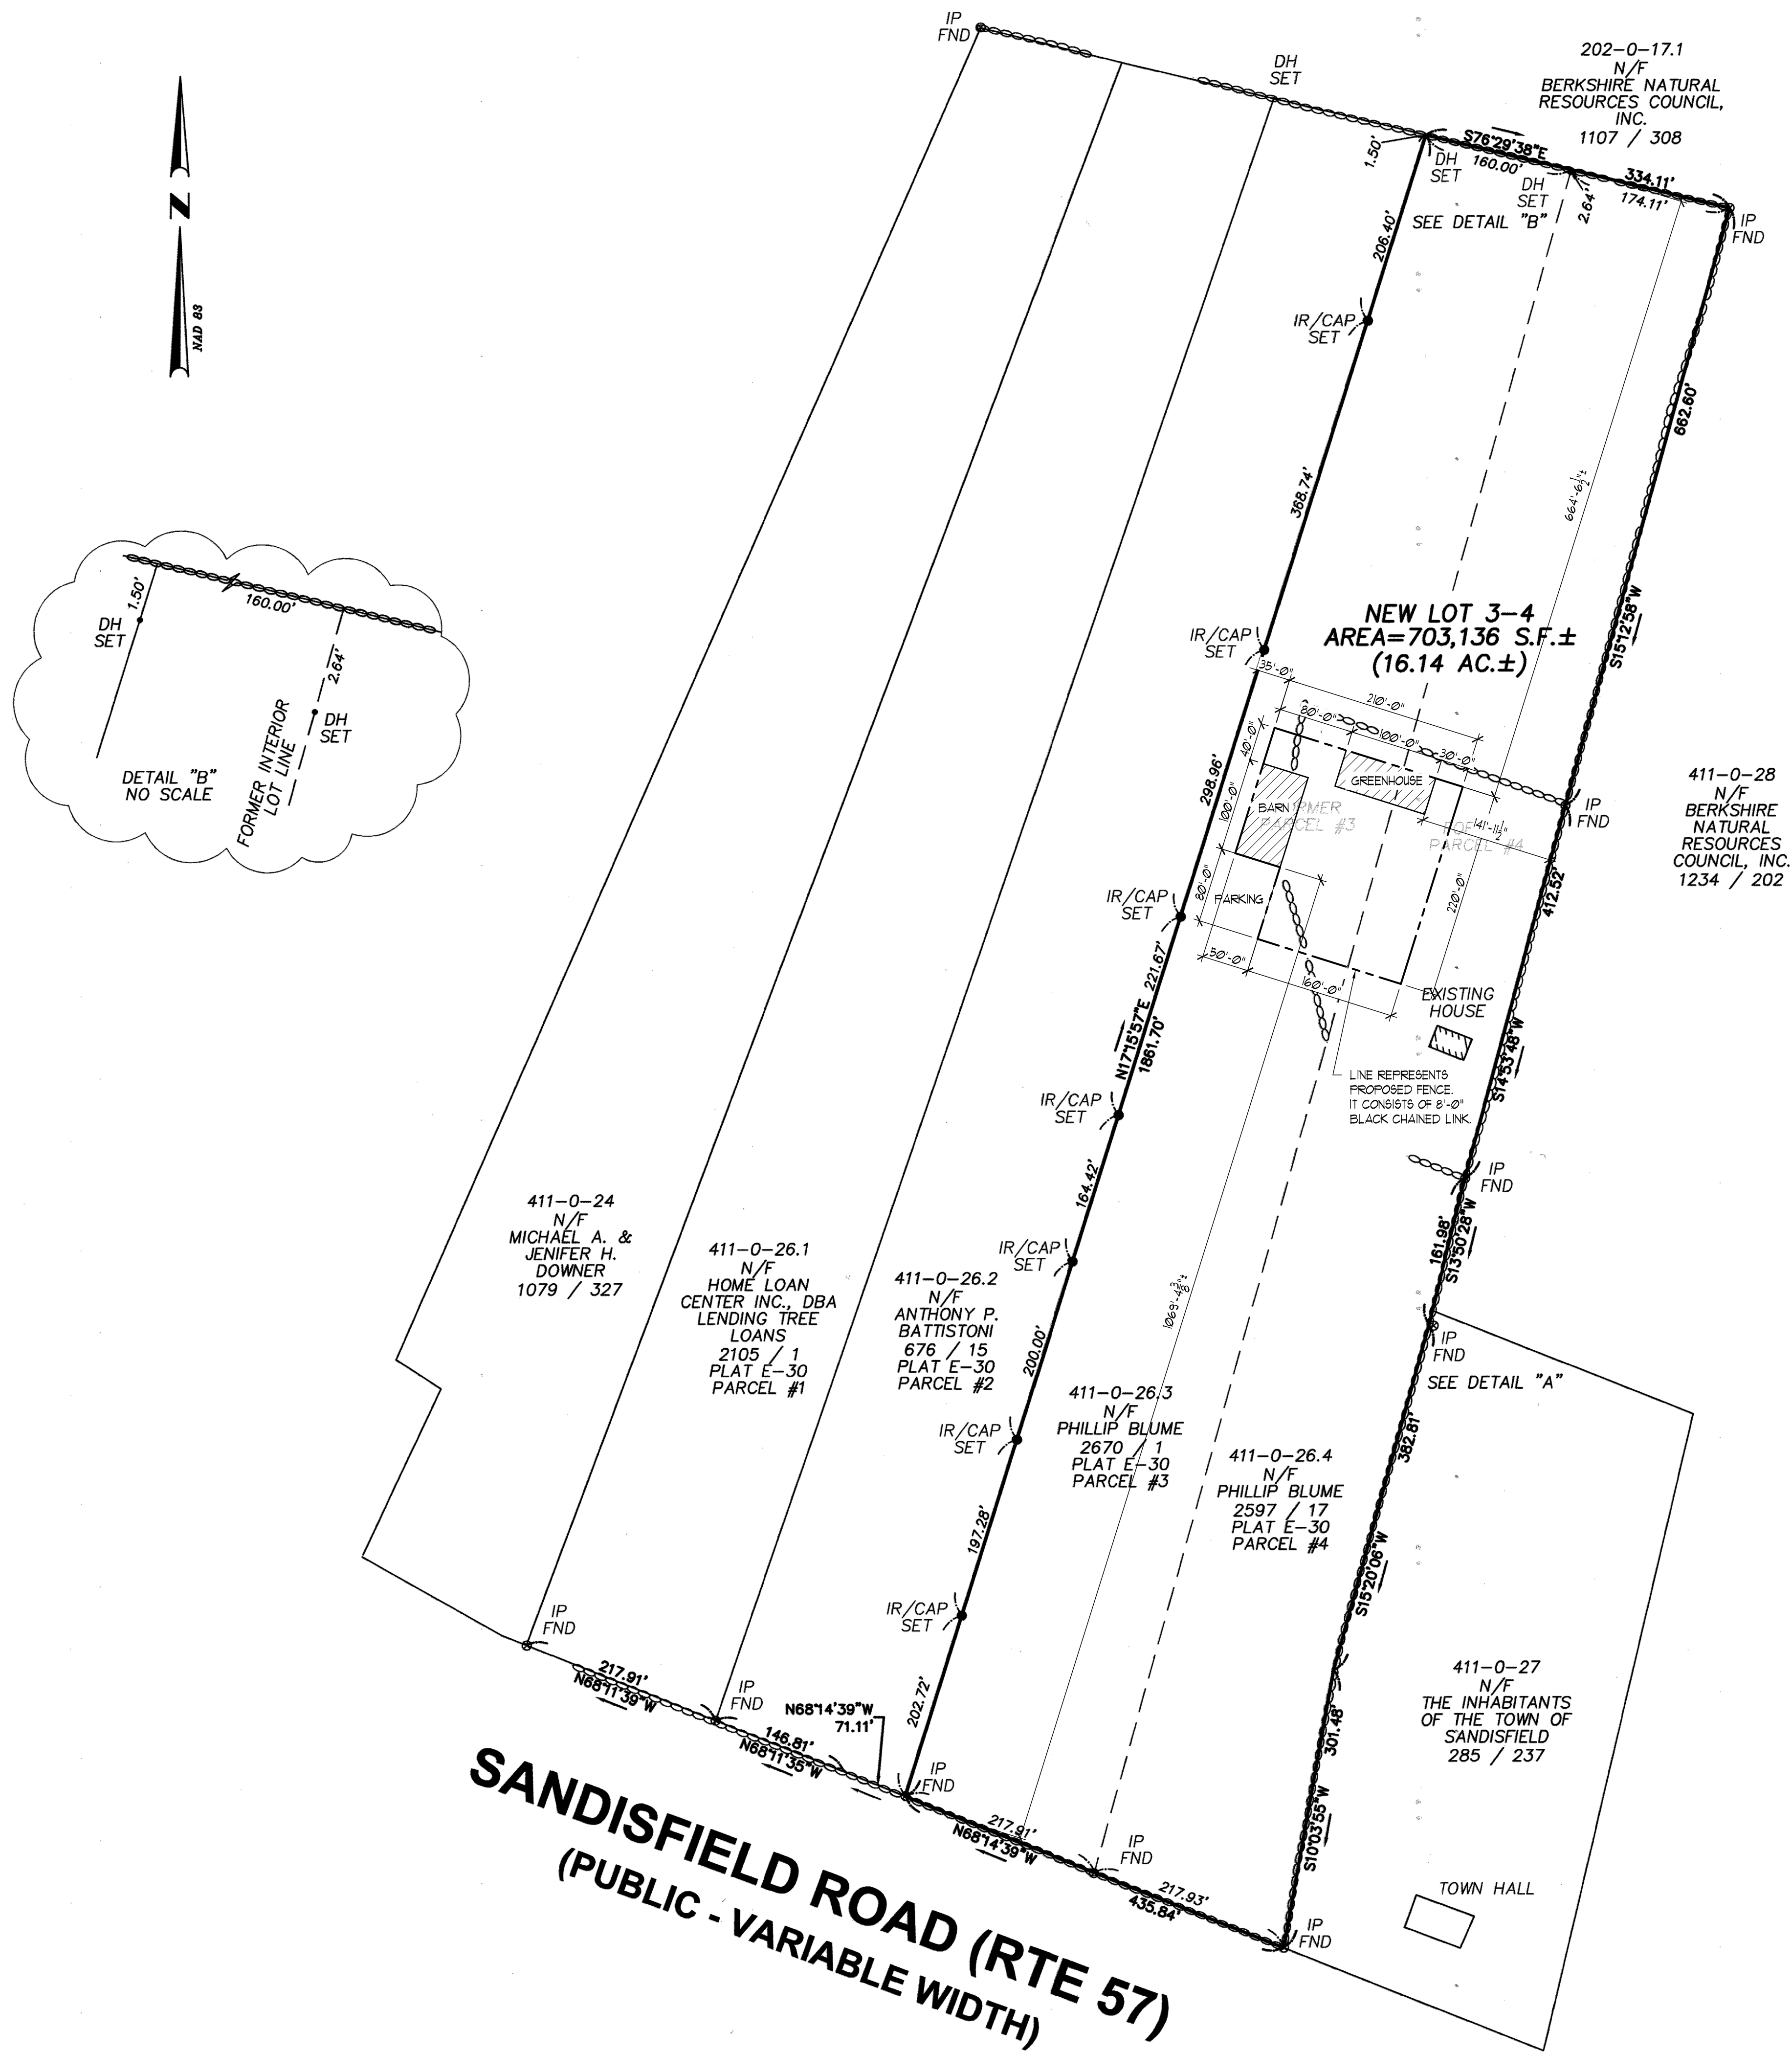 IP
FND
DH
SET
202-0-17.1
N/F
BERKSHIRE NATURAL
RESOURCES COUNCIL,
INC.
1107 / 308
S76°29'38"E
160.00'
334.11'
174.11'
1.50'
DH
SET
DH
SET
2.64'
SEE DETAIL "B"
IP
FND
N
NAD 83
206.40'
IR/CAP
SET
662.60'
368.74'
664'-6½"±
S15°12'58"W
1.50'
160.00'
DH
SET
2.64'
DH
SET
FORMER INTERIOR
LOT LINE
DETAIL "B"
NO SCALE
NEW LOT 3-4
AREA=703,136 S.F.±
(16.14 AC.±)
IR/CAP
SET
35'-0"
210'-0"
80'-0"
100'-0"
30'-0"
40'-0"
GREENHOUSE
298.96'
100'-0"
BARN
PARCEL #3
141'-11½"
PARCEL #4
IP
FND
411-0-28
N/F
BERKSHIRE
NATURAL
RESOURCES
COUNCIL, INC.
1234 / 202
412.52'
IR/CAP
SET
80'-0"
PARKING
220'-0"
50'-0"
160'-0"
221.67'
N17°15'57"E
1861.70'
EXISTING
HOUSE
S14°53'48"W
LINE REPRESENTS
PROPOSED FENCE.
IT CONSISTS OF 8'-0"
BLACK CHAINED LINK.
IR/CAP
SET
164.42'
IP
FND
161.98'
S13°50'28"W
IR/CAP
SET
1069'-4⅜"±
IP
FND
SEE DETAIL "A"
411-0-24
N/F
MICHAEL A. &
JENIFER H.
DOWNER
1079 / 327
411-0-26.1
N/F
HOME LOAN
CENTER INC., DBA
LENDING TREE
LOANS
2105 / 1
PLAT E-30
PARCEL #1
411-0-26.2
N/F
ANTHONY P.
BATTISTONI
676 / 15
PLAT E-30
PARCEL #2
200.00'
411-0-26.3
N/F
PHILLIP BLUME
2670 / 1
PLAT E-30
PARCEL #3
411-0-26.4
N/F
PHILLIP BLUME
2597 / 17
PLAT E-30
PARCEL #4
382.81'
IR/CAP
SET
197.28'
S15°20'06"W
IR/CAP
SET
IP
FND
217.91'
N68°11'39"W
IP
FND
146.81'
N68°11'35"W
N68°14'39"W
71.11'
202.72'
IP
FND
217.91'
N68°14'39"W
IP
FND
217.93'
435.84'
301.48'
S10°03'55"W
411-0-27
N/F
THE INHABITANTS
OF THE TOWN OF
SANDISFIELD
285 / 237
TOWN HALL
IP
FND
SANDISFIELD ROAD (RTE 57)
(PUBLIC - VARIABLE WIDTH)